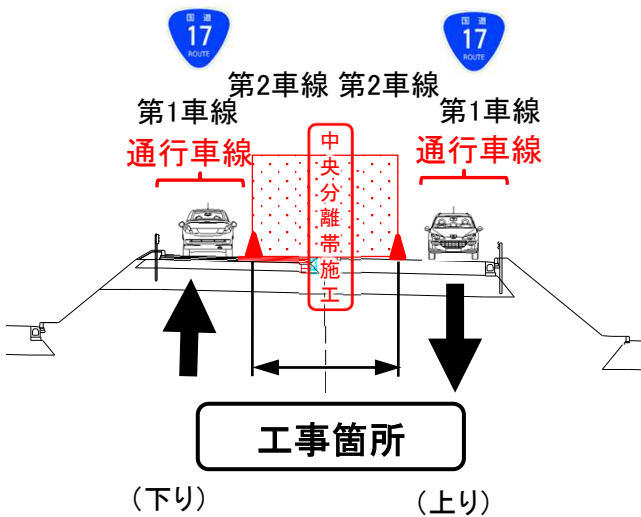 国道
17
ROUTE
国道
17
ROUTE
第2車線 第2車線
第1車線
第1車線
通行車線
通行車線
中央分離帯施工
工事箇所
(下り)
(上り)